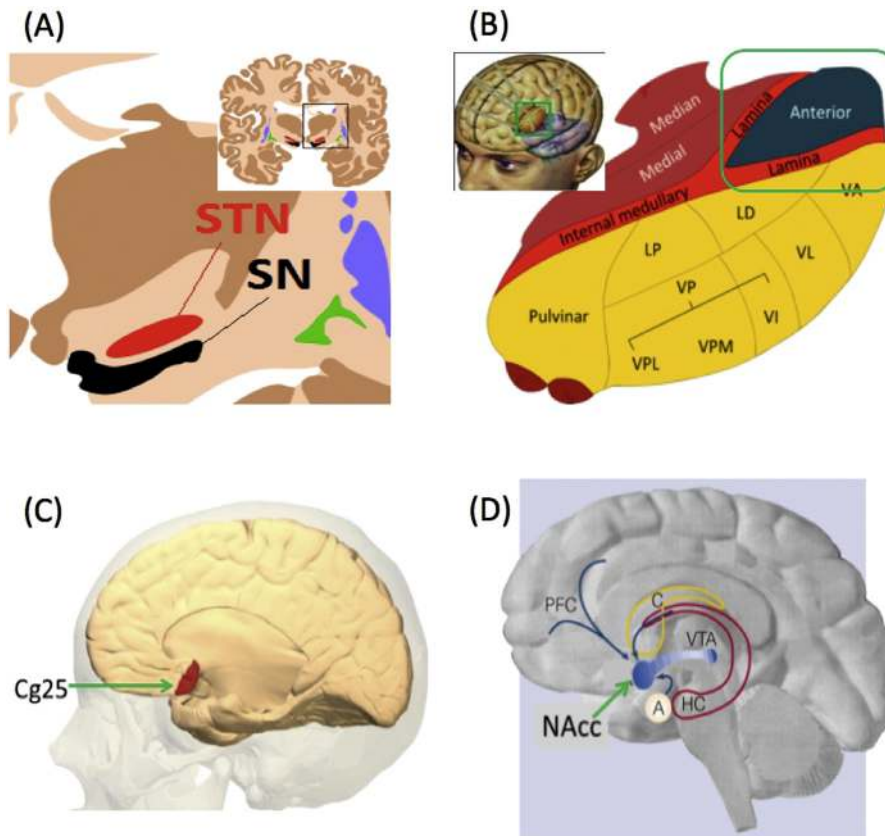 (A)
STN
SN
(B)
Median
Medial
Lamina
Anterior
Internal medullary
Lamina
VA
LD
LP
VL
VP
Pulvinar
VI
VPM
VPL
(C)
Cg25
(D)
PFC
C
VTA
A
HC
NAcc